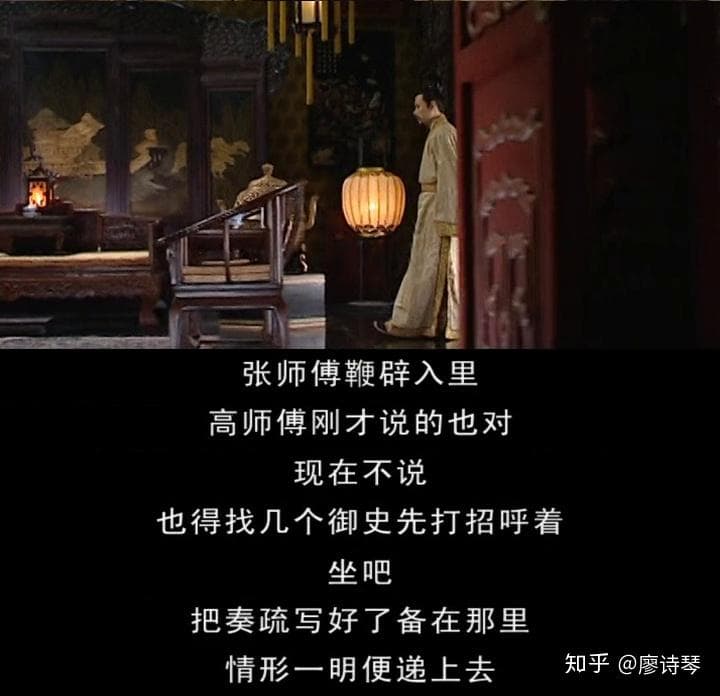 张师傅鞭辟入里
高师傅刚才说的也对
现在不说
也得找几个御史先打招呼着
坐吧
把奏疏写好了备在那里
情形一明便递上去
知乎 @廖诗琴